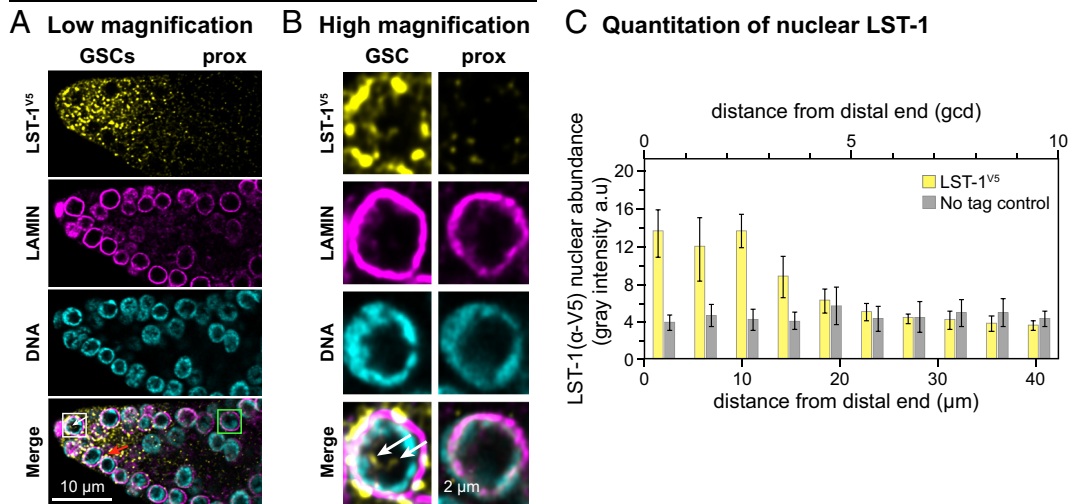 A Low magnification
GSCs prox
LST-1V5
LAMIN
DNA
Merge
10 µm
B High magnification
GSC prox
LST-1V5
LAMIN
DNA
Merge
2 µm
C Quantitation of nuclear LST-1
distance from distal end (gcd)
0 5 10
LST-1(α-V5) nuclear abundance
(gray intensity a.u)
20
16
12
8
4
0
LST-1V5
No tag control
0 10 20 30 40
distance from distal end (µm)